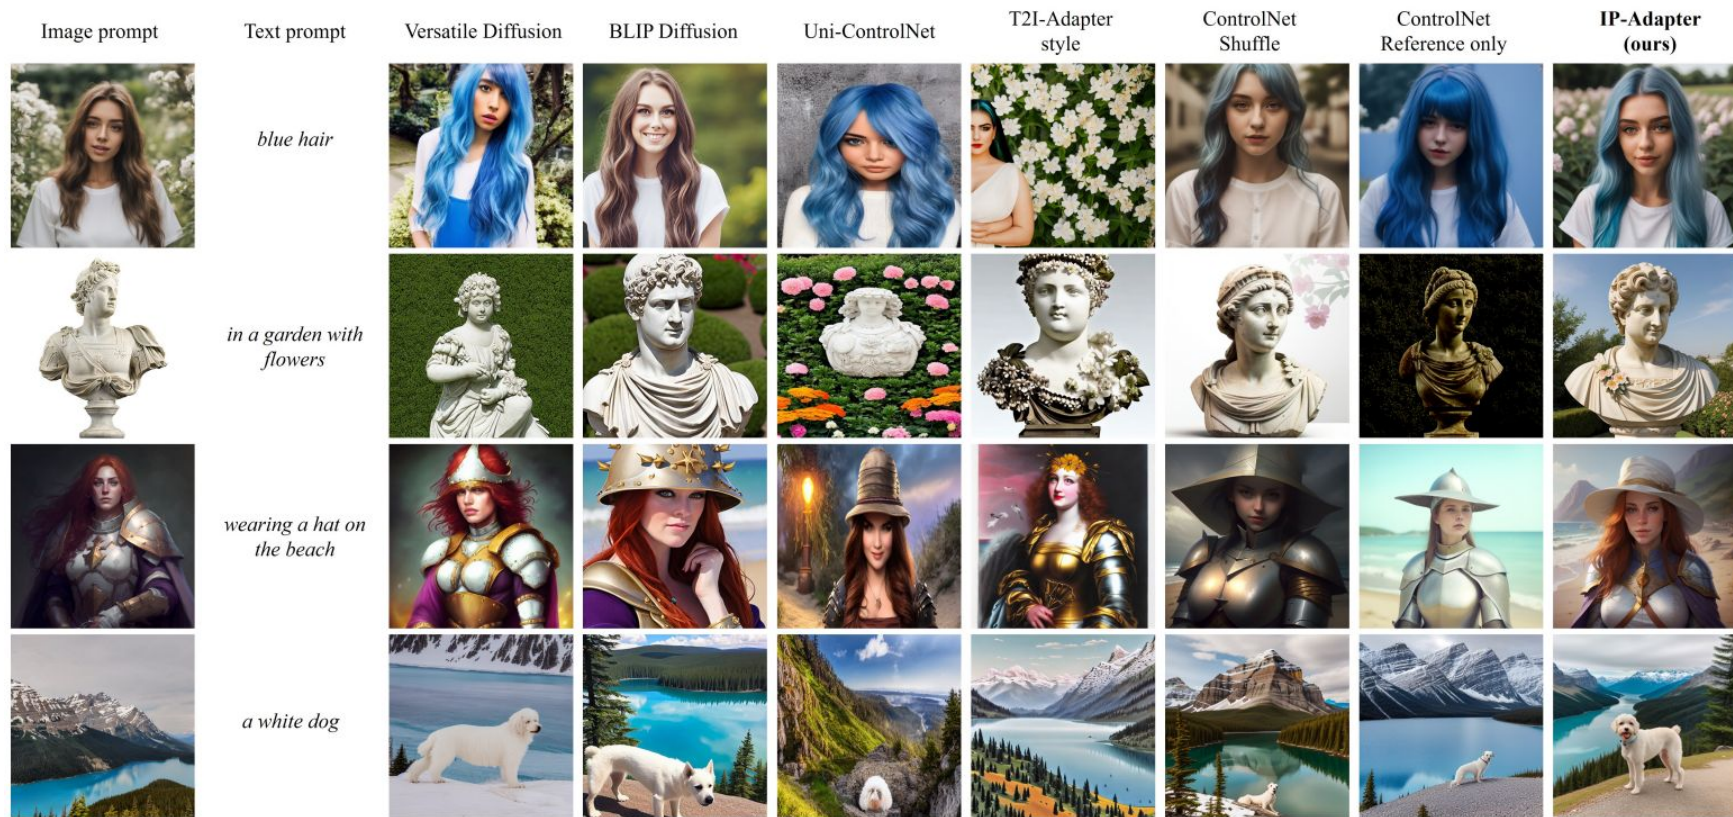 Image prompt
Text prompt
Versatile Diffusion
BLIP Diffusion
Uni-ControlNet
T2I-Adapter
style
ControlNet
Shuffle
ControlNet
Reference only
IP-Adapter
(ours)
blue hair
in a garden with
flowers
wearing a hat on
the beach
a white dog